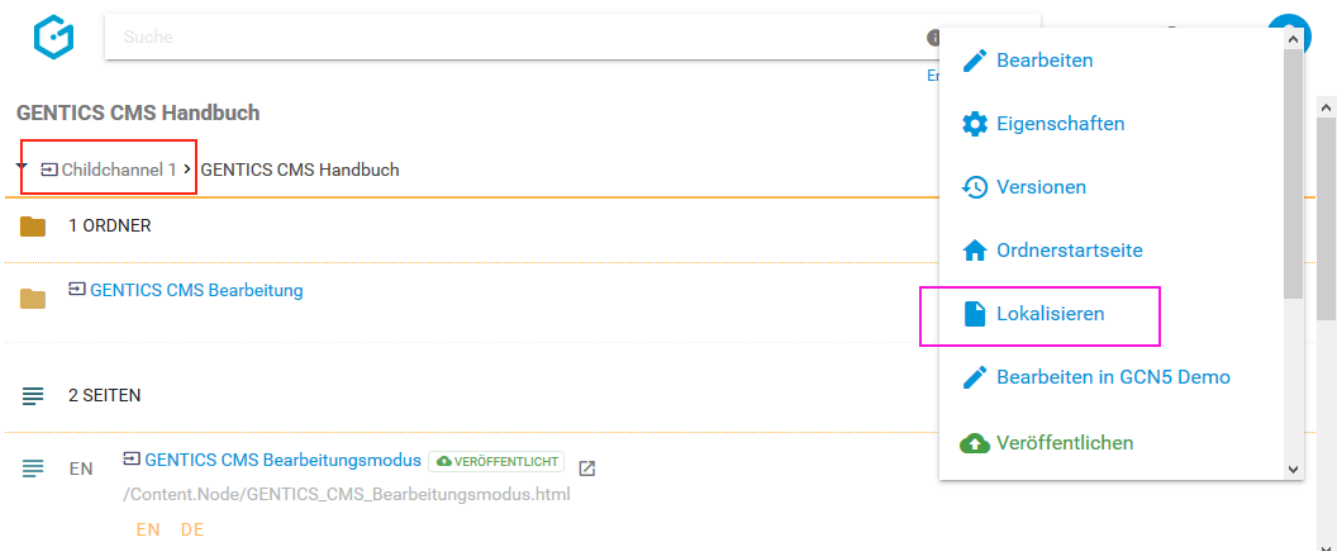 Suche
GENTICS CMS Handbuch
Childchannel 1 › GENTICS CMS Handbuch
1 ORDNER
GENTICS CMS Bearbeitung
2 SEITEN
EN GENTICS CMS Bearbeitungsmodus VERÖFFENTLICHT
/Content.Node/GENTICS_CMS_Bearbeitungsmodus.html
EN DE
Bearbeiten
Eigenschaften
Versionen
Ordnerstartseite
Lokalisieren
Bearbeiten in GCN5 Demo
Veröffentlichen